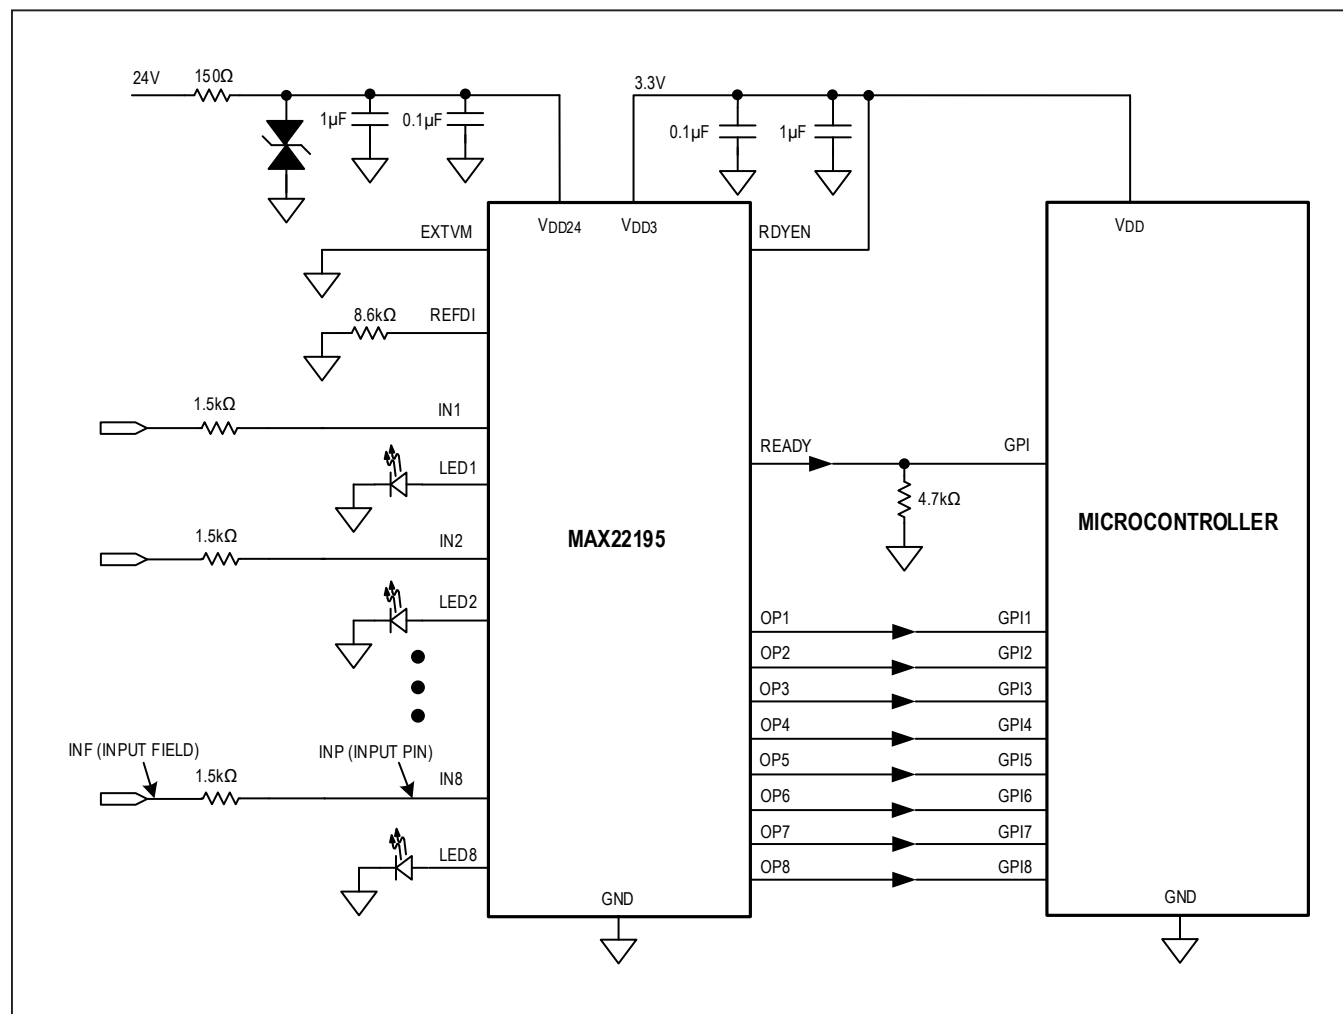 24V
150Ω
1µF
0.1µF
3.3V
0.1µF
1µF
EXTVM
VDD24
VDD3
RDYEN
VDD
8.6kΩ
REFDI
1.5kΩ
IN1
LED1
READY
GPI
4.7kΩ
1.5kΩ
IN2
MAX22195
MICROCONTROLLER
LED2
OP1
GPI1
OP2
GPI2
OP3
GPI3
OP4
GPI4
OP5
GPI5
OP6
GPI6
OP7
GPI7
OP8
GPI8
INF (INPUT FIELD)
INP (INPUT PIN)
1.5kΩ
IN8
LED8
GND
GND